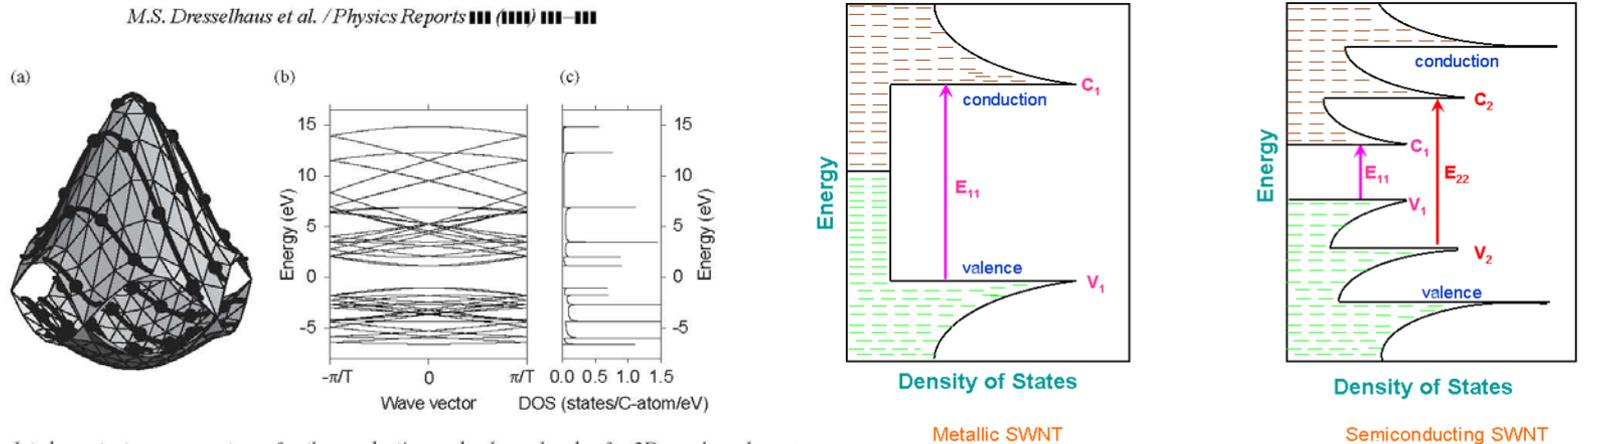 M.S. Dresselhaus et al. / Physics Reports
(a)
(b)
(c)
15
10
5
0
-5
Energy (eV)
-π/T
0
π/T
Wave vector
15
10
5
0
-5
Energy (eV)
0.0 0.5 1.0 1.5
DOS (states/C-atom/eV)
Energy
C1
conduction
E11
valence
V1
Density of States
Metallic SWNT
Energy
conduction
C2
C1
E11
E22
V1
V2
valence
Density of States
Semiconducting SWNT